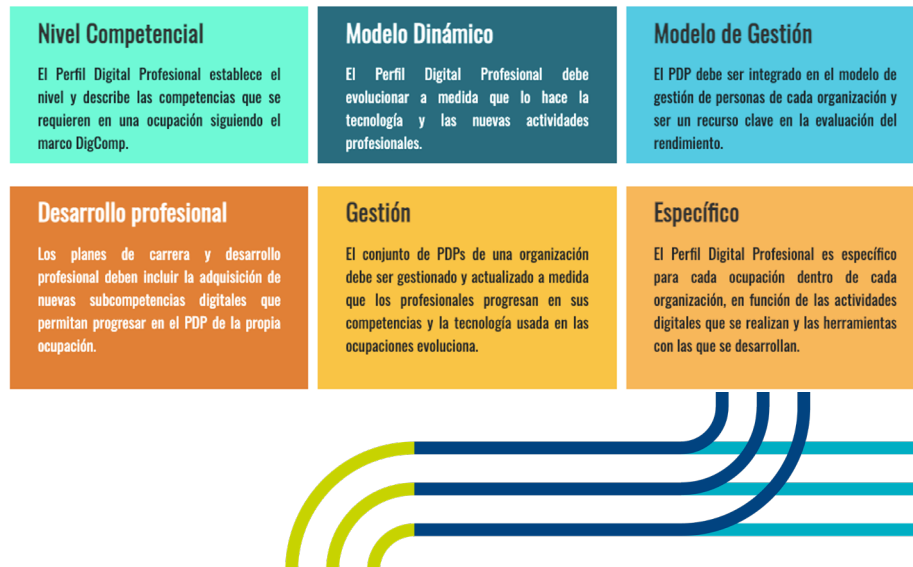 Nivel Competencial
El Perfil Digital Profesional establece el
nivel y describe las competencias que se
requieren en una ocupación siguiendo el
marco DigComp.
Modelo Dinámico
El Perfil Digital Profesional debe
evolucionar a medida que lo hace la
tecnología y las nuevas actividades
profesionales.
Modelo de Gestión
El PDP debe ser integrado en el modelo de
gestión de personas de cada organización y
ser un recurso clave en la evaluación del
rendimiento.
Desarrollo profesional
Los planes de carrera y desarrollo
profesional deben incluir la adquisición de
nuevas subcompetencias digitales que
permitan progresar en el PDP de la propia
ocupación.
Gestión
El conjunto de PDPs de una organización
debe ser gestionado y actualizado a medida
que los profesionales progresan en sus
competencias y la tecnología usada en las
ocupaciones evoluciona.
Específico
El Perfil Digital Profesional es específico
para cada ocupación dentro de cada
organización, en función de las actividades
digitales que se realizan y las herramientas
con las que se desarrollan.